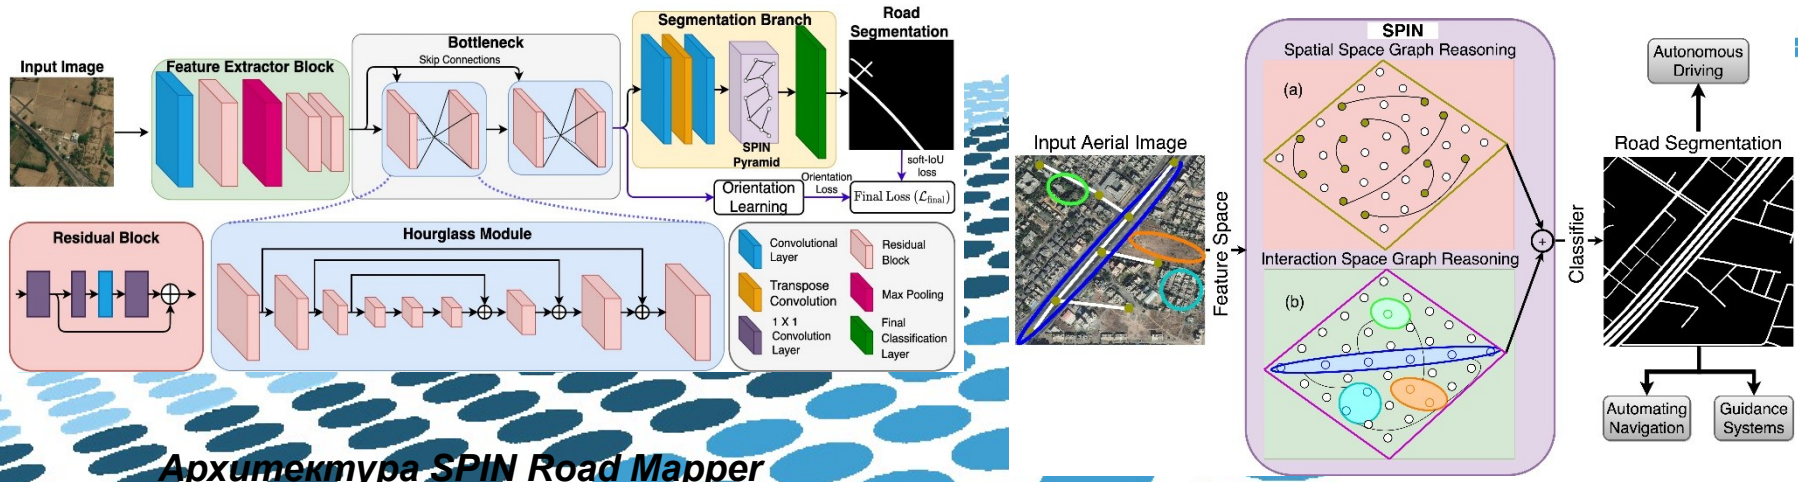 Input Image
Feature Extractor Block
Bottleneck
Skip Connections
Segmentation Branch
SPIN
Pyramid
Road
Segmentation
soft-IoU
loss
Orientation
Learning
Orientation
Loss
Final Loss (ℒfinal)
Residual Block
Hourglass Module
Convolutional
Layer
Residual
Block
Transpose
Convolution
Max Pooling
1 X 1
Convolution
Layer
Final
Classification
Layer
Архитектура SPIN Road Mapper
Input Aerial Image
Feature Space
SPIN
Spatial Space Graph Reasoning
(a)
Interaction Space Graph Reasoning
(b)
+
Classifier
Autonomous
Driving
Road Segmentation
Automating
Navigation
Guidance
Systems